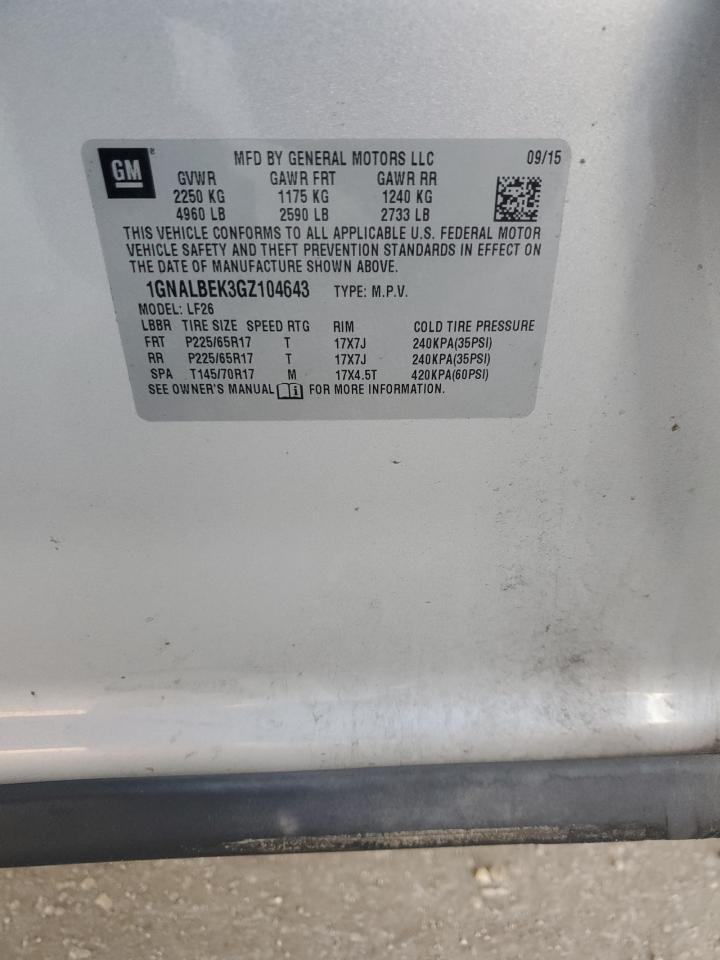 GM ® MFD BY GENERAL MOTORS LLC 09/15
GVWR GAWR FRT GAWR RR
2250 KG 1175 KG 1240 KG
4960 LB 2590 LB 2733 LB
THIS VEHICLE CONFORMS TO ALL APPLICABLE U.S. FEDERAL MOTOR
VEHICLE SAFETY AND THEFT PREVENTION STANDARDS IN EFFECT ON
THE DATE OF MANUFACTURE SHOWN ABOVE.
1GNALBEK3GZ104643 TYPE: M.P.V.
MODEL: LF26
LBBR TIRE SIZE SPEED RTG RIM COLD TIRE PRESSURE
FRT P225/65R17 T 17X7J 240KPA(35PSI)
RR P225/65R17 T 17X7J 240KPA(35PSI)
SPA T145/70R17 M 17X4.5T 420KPA(60PSI)
SEE OWNER'S MANUAL i FOR MORE INFORMATION.